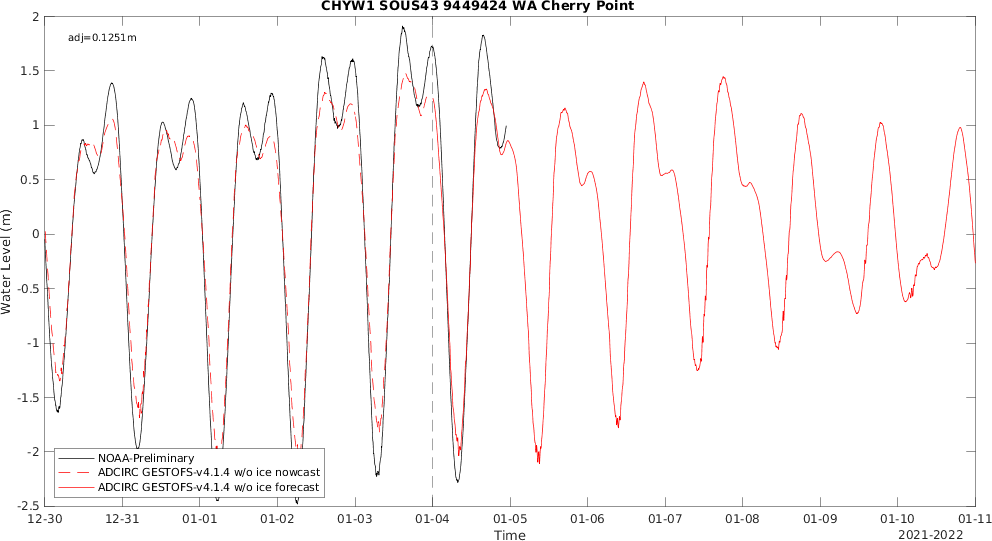 CHYW1 SOUS43 9449424 WA Cherry Point
adj=0.1251m
2
1.5
1
0.5
0
-0.5
-1
-1.5
-2
-2.5
Water Level (m)
NOAA-Preliminary
ADCIRC GESTOFS-v4.1.4 w/o ice nowcast
ADCIRC GESTOFS-v4.1.4 w/o ice forecast
12-30 12-31 01-01 01-02 01-03 01-04 01-05 01-06 01-07 01-08 01-09 01-10 01-11
Time
2021-2022